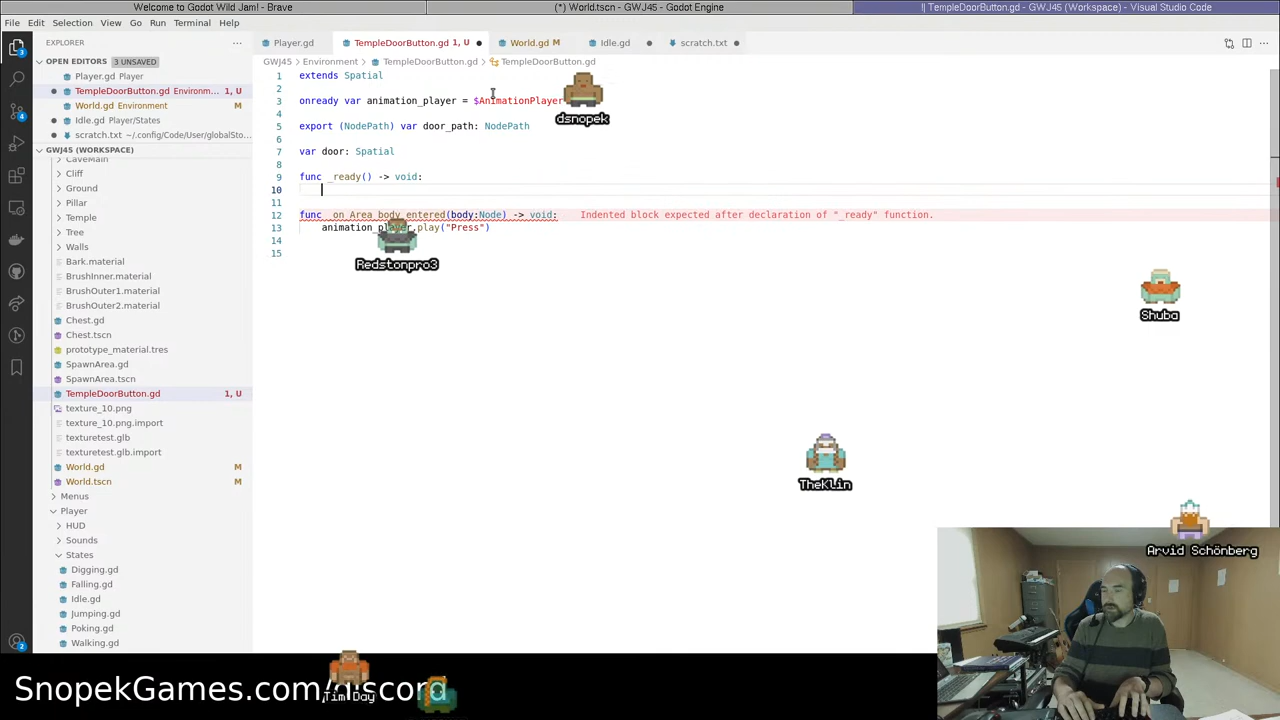 Welcome to Godot Wild Jam! - Brave
(*) World.tscn - GWJ45 - Godot Engine
TempleDoorButton.gd - GWJ45 (Workspace) - Visual Studio Code
File Edit Selection View Go Run Terminal Help
EXPLORER
OPEN EDITORS 3 UNSAVED
Player.gd Player
TempleDoorButton.gd Environm... 1, U
World.gd Environment M
Idle.gd Player/States
scratch.txt ~/.config/Code/User/globalSto...
GWJ45 (WORKSPACE)
CaveMain
Cliff
Ground
Pillar
Temple
Tree
Walls
Bark.material
BrushInner.material
BrushOuter1.material
BrushOuter2.material
Chest.gd
Chest.tscn
prototype_material.tres
SpawnArea.gd
SpawnArea.tscn
TempleDoorButton.gd 1, U
texture_10.png
texture_10.png.import
texturetest.glb
texturetest.glb.import
World.gd M
World.tscn M
Menus
Player
HUD
Sounds
States
Digging.gd
Falling.gd
Idle.gd
Jumping.gd
Poking.gd
Walking.gd
3
4
2
Player.gd
TempleDoorButton.gd 1, U
World.gd M
Idle.gd
scratch.txt
GWJ45 > Environment > TempleDoorButton.gd > TempleDoorButton.gd
1 extends Spatial
2
3 onready var animation_player = $AnimationPlayer
4
5 export (NodePath) var door_path: NodePath
6
7 var door: Spatial
8
9 func _ready() -> void:
10
11
12 func _on_Area_body_entered(body:Node) -> void: Indented block expected after declaration of "_ready" function.
13 animation_player.play("Press")
14
15
dsnopek
Redstonpro3
Shuba
TheKlin
Arvid Schönberg
Tim Day
SnopekGames.com/discord